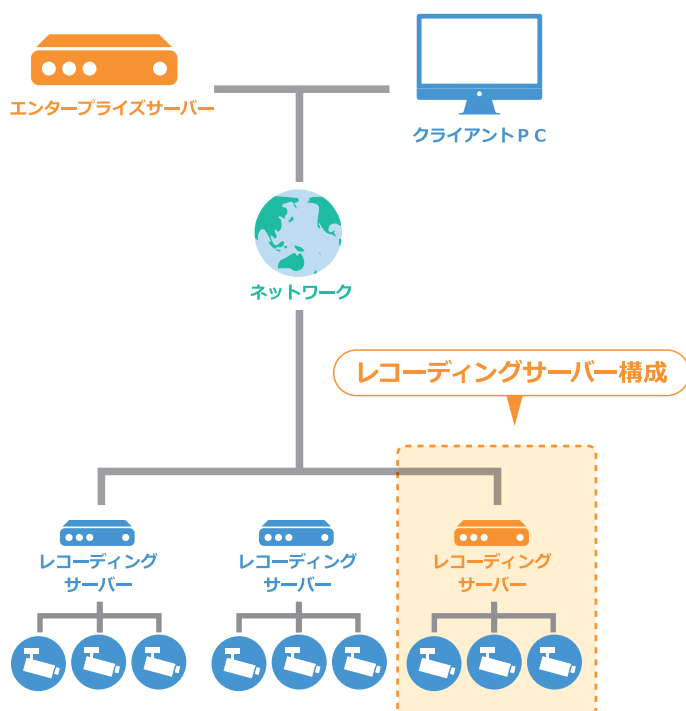 エンタープライズサーバー
クライアントＰＣ
ネットワーク
レコーディングサーバー構成
レコーディング
サーバー
レコーディング
サーバー
レコーディング
サーバー